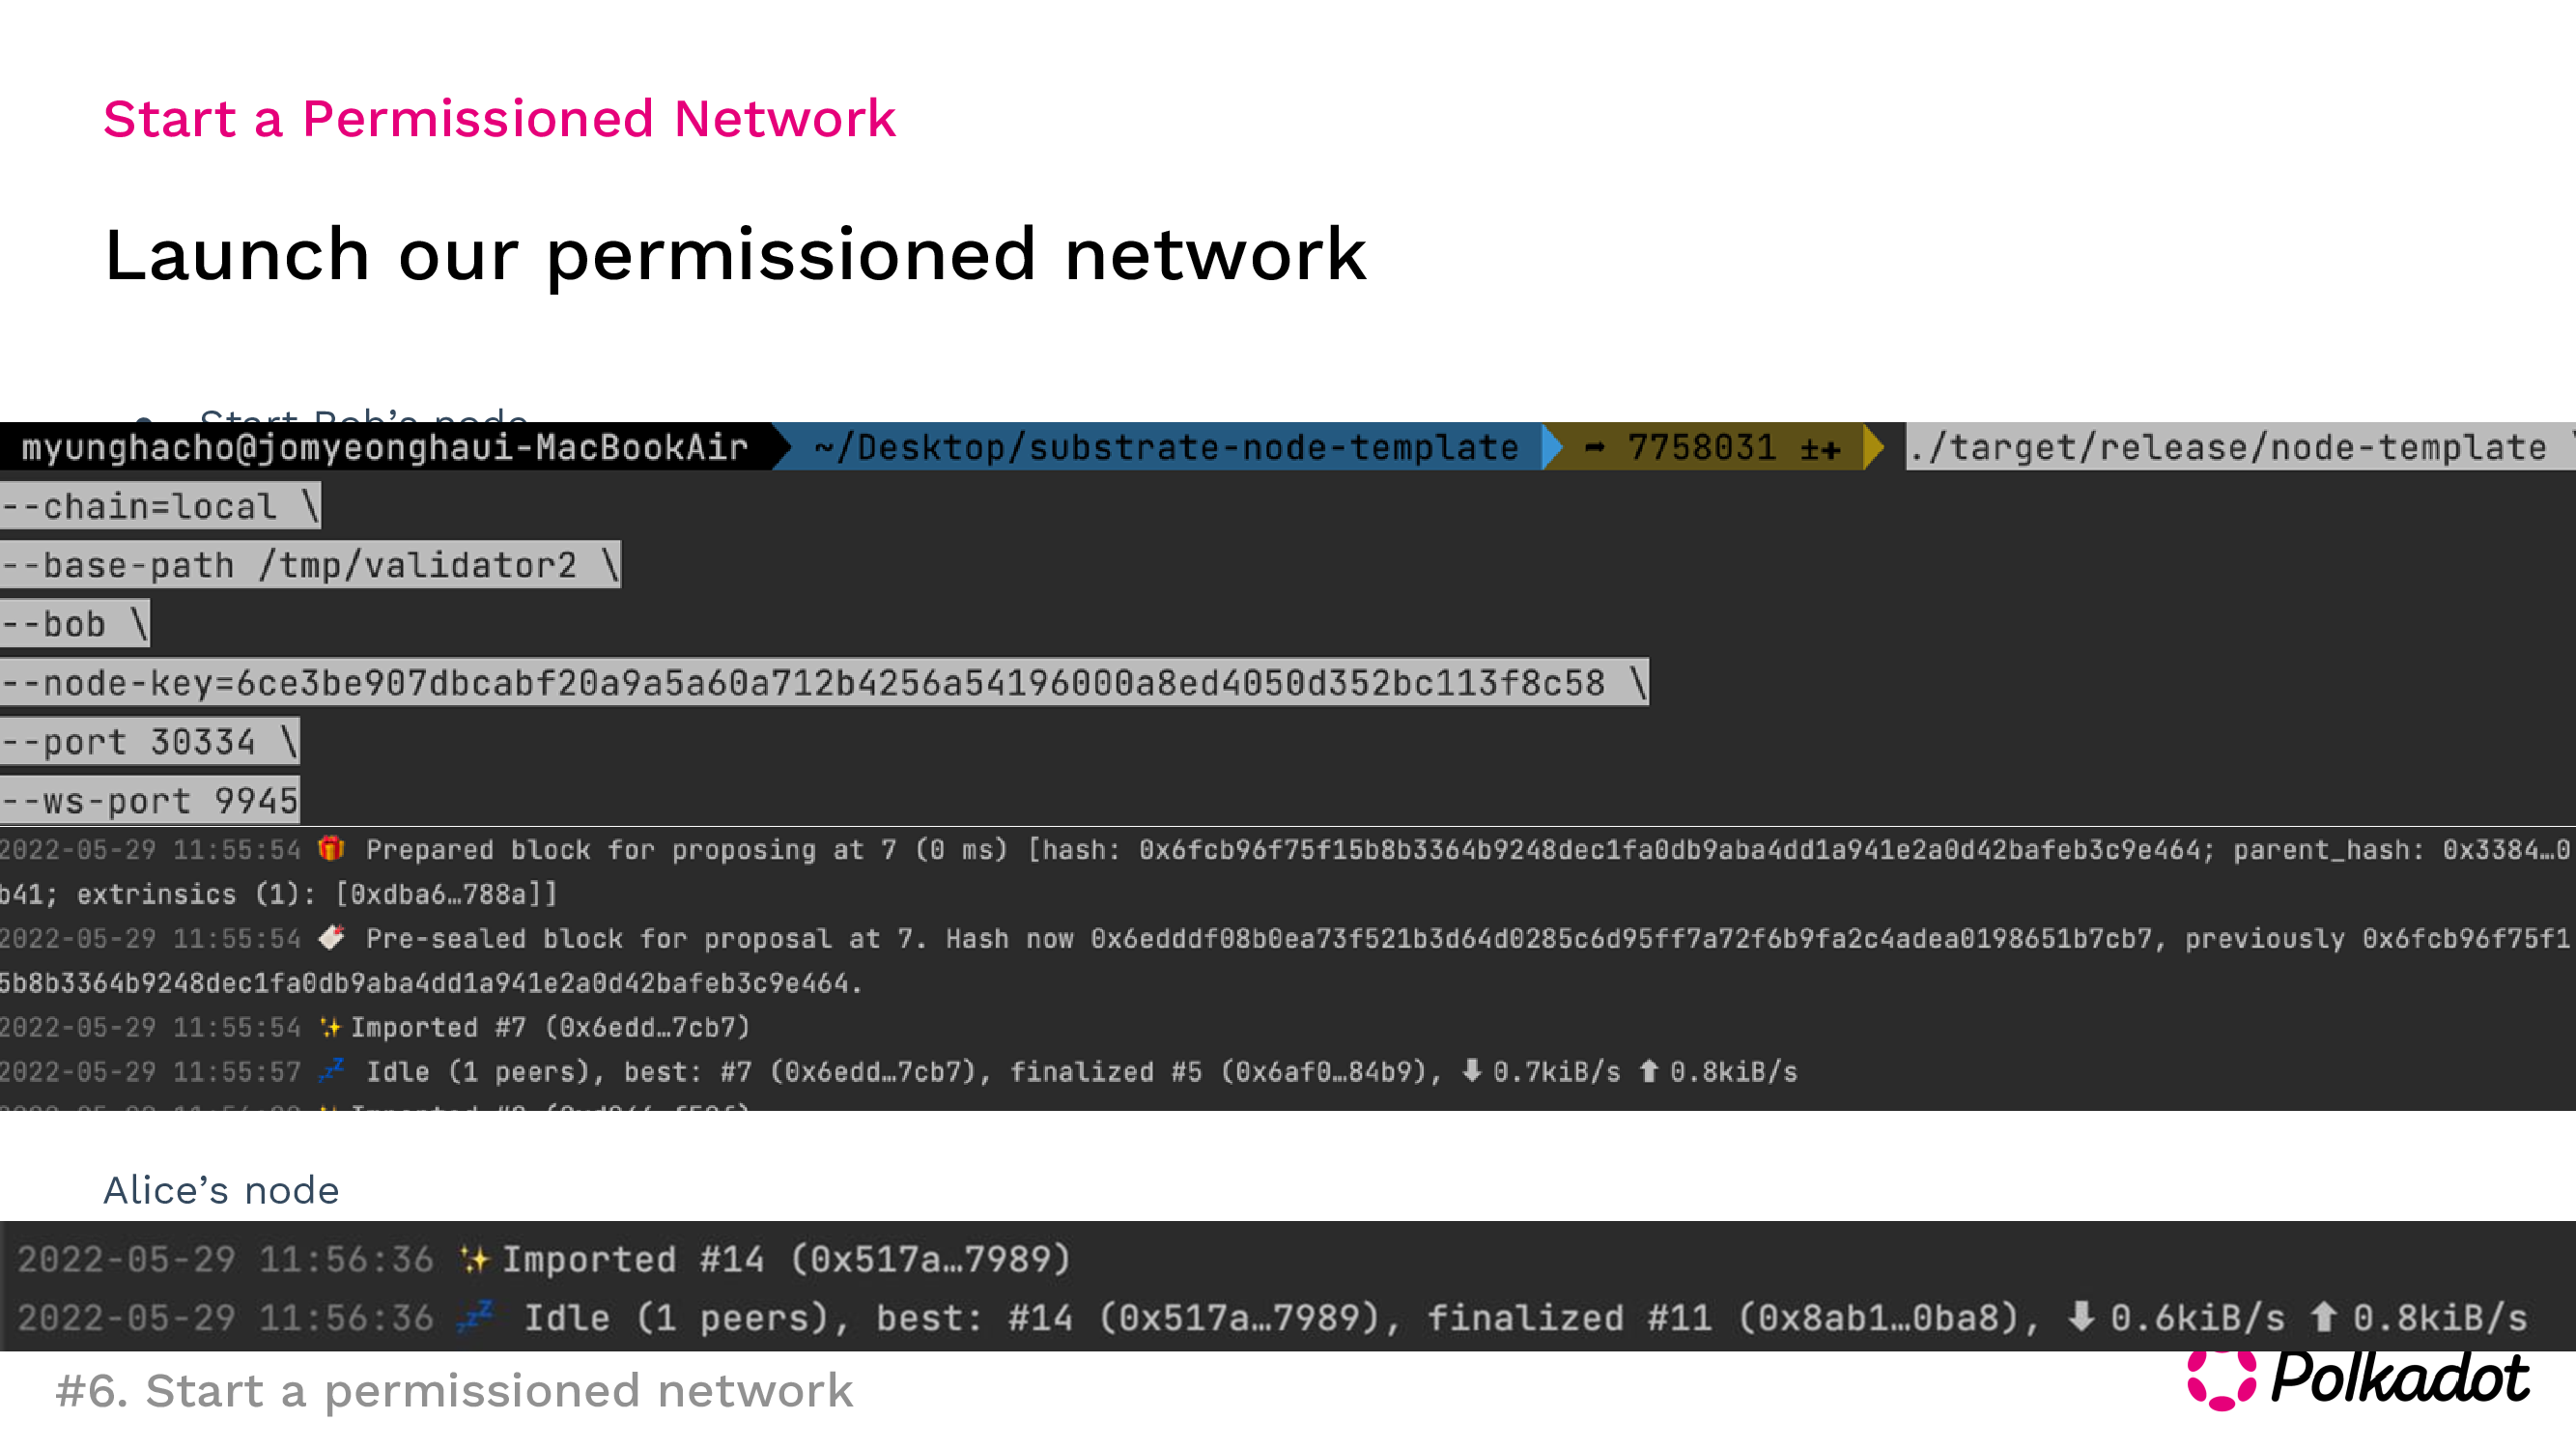 Start a Permissioned Network
Launch our permissioned network
• Start Bob's node
myunghacho@jomyeonghaui-MacBookAir ~/Desktop/substrate-node-template ➦ 7758031 ±✚ ./target/release/node-template \
--chain=local \
--base-path /tmp/validator2 \
--bob \
--node-key=6ce3be907dbcabf20a9a5a60a712b4256a54196000a8ed4050d352bc113f8c58 \
--port 30334 \
--ws-port 9945
2022-05-29 11:55:54 🎁 Prepared block for proposing at 7 (0 ms) [hash: 0x6fcb96f75f15b8b3364b9248dec1fa0db9aba4dd1a941e2a0d42bafeb3c9e464; parent_hash: 0x3384…0
b41; extrinsics (1): [0xdba6…788a]]
2022-05-29 11:55:54 🔖 Pre-sealed block for proposal at 7. Hash now 0x6edddf08b0ea73f521b3d64d0285c6d95ff7a72f6b9fa2c4adea0198651b7cb7, previously 0x6fcb96f75f1
5b8b3364b9248dec1fa0db9aba4dd1a941e2a0d42bafeb3c9e464.
2022-05-29 11:55:54 ✨ Imported #7 (0x6edd…7cb7)
2022-05-29 11:55:57 💤 Idle (1 peers), best: #7 (0x6edd…7cb7), finalized #5 (0x6af0…84b9), ⬇ 0.7kiB/s ⬆ 0.8kiB/s
Alice's node
2022-05-29 11:56:36 ✨ Imported #14 (0x517a…7989)
2022-05-29 11:56:36 💤 Idle (1 peers), best: #14 (0x517a…7989), finalized #11 (0x8ab1…0ba8), ⬇ 0.6kiB/s ⬆ 0.8kiB/s
#6. Start a permissioned network
Polkadot